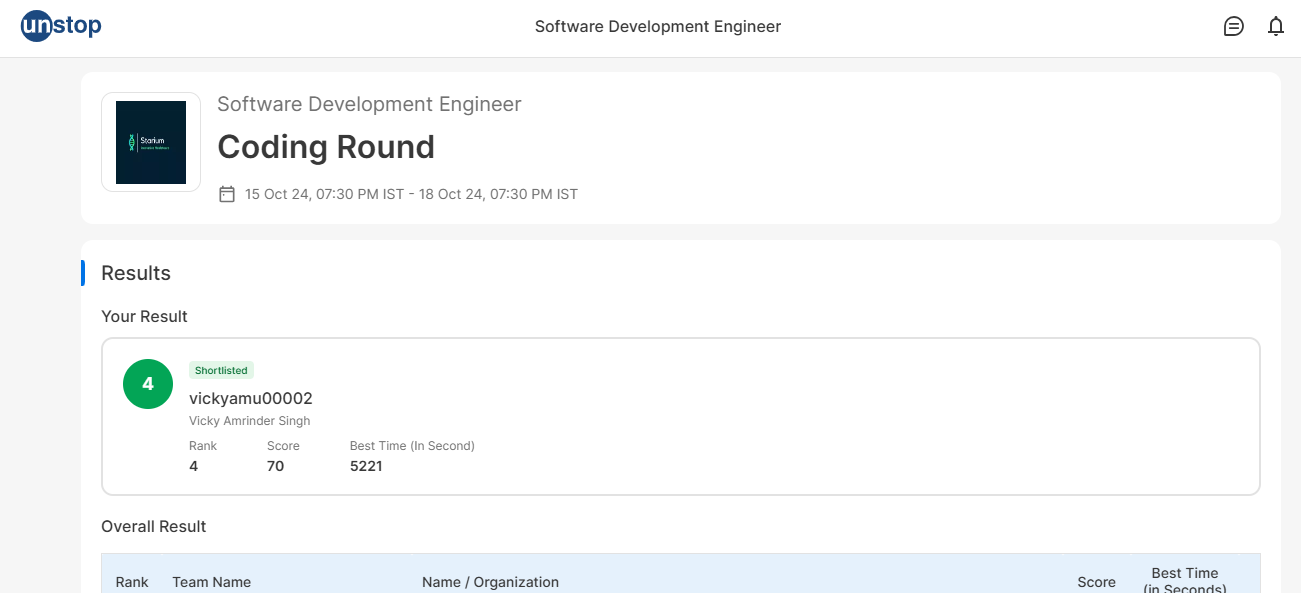 unstop
Software Development Engineer
Starium
Software Development Engineer
Coding Round
15 Oct 24, 07:30 PM IST - 18 Oct 24, 07:30 PM IST
Results
Your Result
4
Shortlisted
vickyamu00002
Vicky Amrinder Singh
Rank Score Best Time (In Second)
4 70 5221
Overall Result
Rank Team Name Name / Organization Score Best Time
(in Seconds)